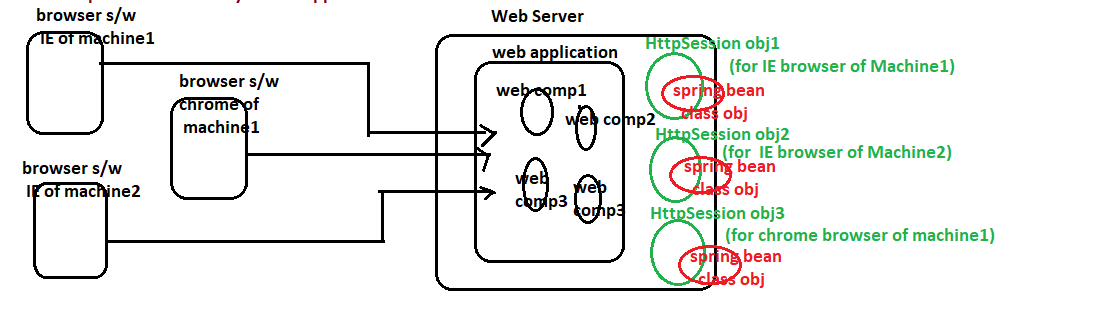 browser s/w
IE of machine1
browser s/w
chrome of
machine1
browser s/w
IE of machine2
Web Server
web application
web comp1
web comp2
web
comp3
web
comp3
HttpSession obj1
(for IE browser of Machine1)
spring bean
class obj
HttpSession obj2
(for IE browser of Machine2)
spring bean
class obj
HttpSession obj3
(for chrome browser of machine1)
spring bean
class obj